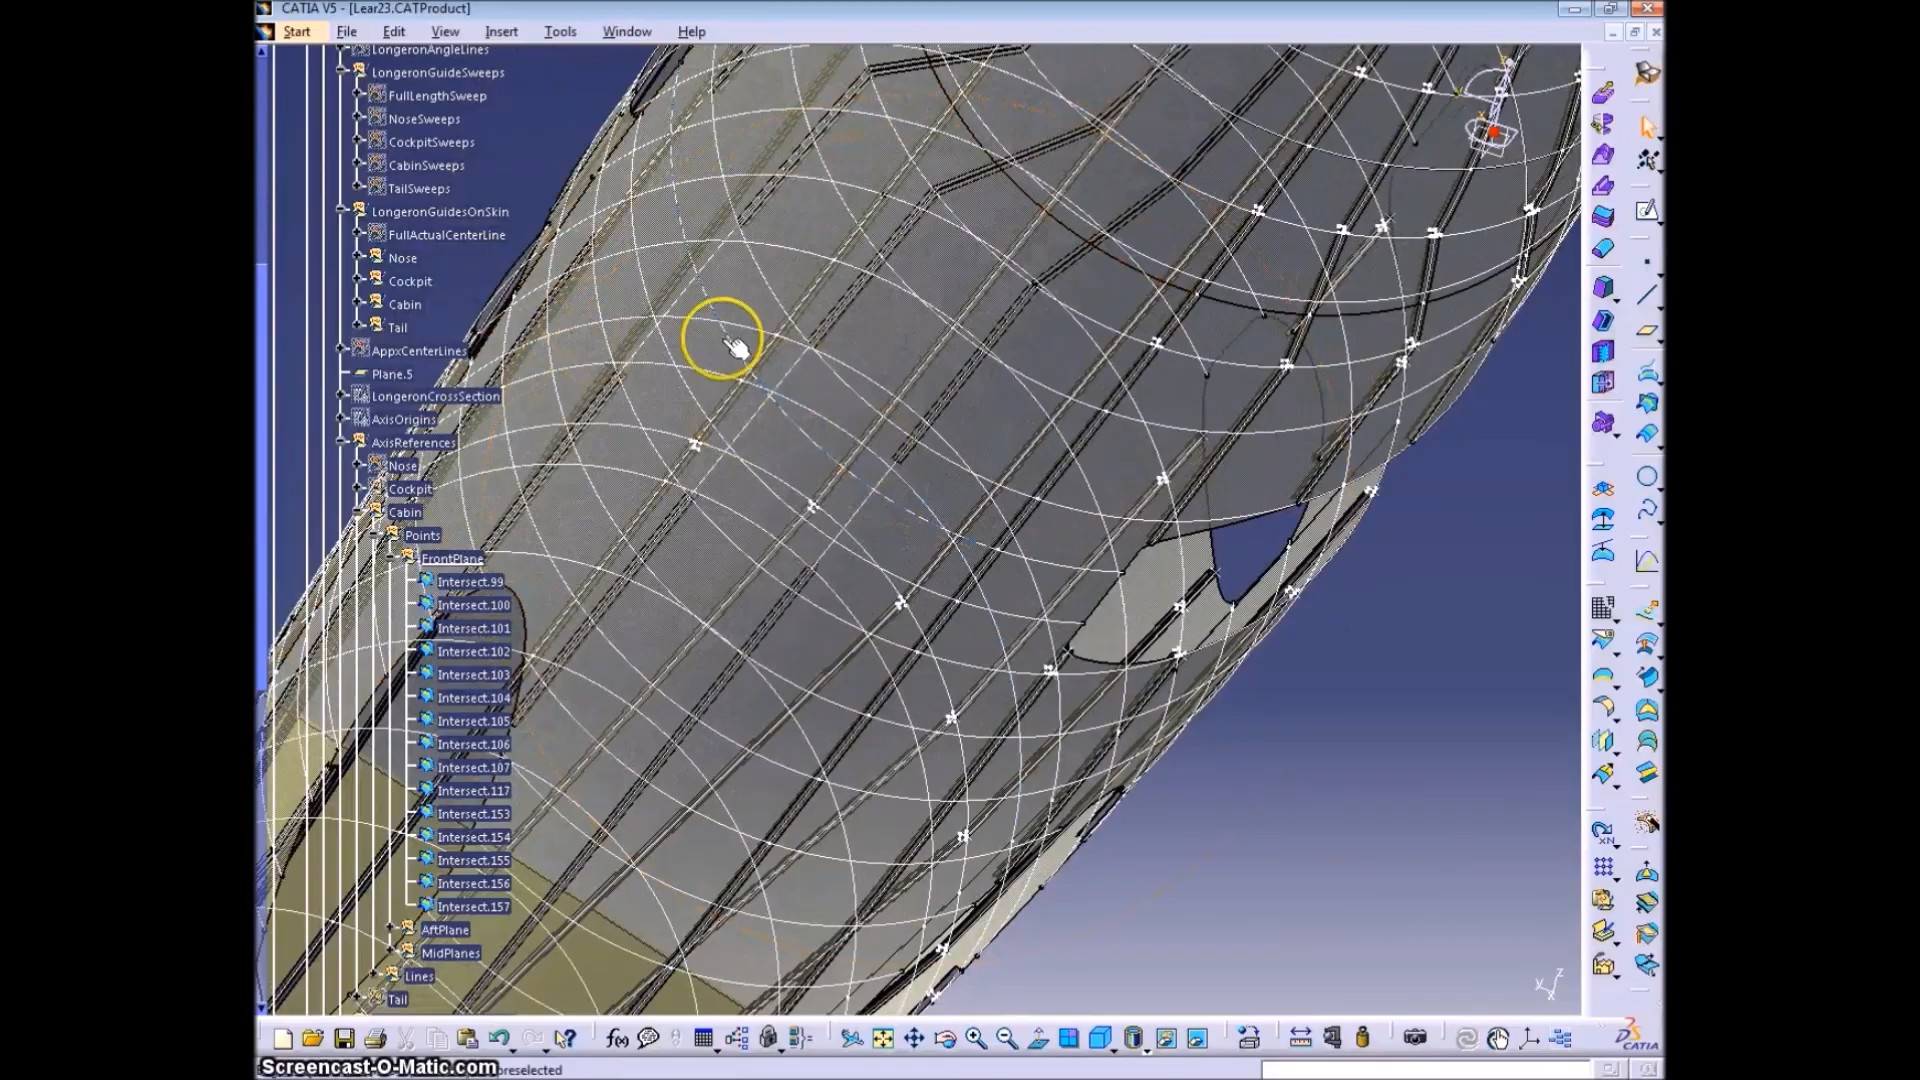 CATIA V5 - [Lear23.CATProduct]
Start File Edit View Insert Tools Window Help
LongeronAngleLines
LongeronGuideSweeps
FullLengthSweep
NoseSweeps
CockpitSweeps
CabinSweeps
TailSweeps
LongeronGuidesOnSkin
FullActualCenterLine
Nose
Cockpit
Cabin
Tail
AppxCenterLines
Plane.5
LongeronCrossSection
AxisOrigins
AxisReferences
Nose
Cockpit
Cabin
Points
FrontPlane
Intersect.99
Intersect.100
Intersect.101
Intersect.102
Intersect.103
Intersect.104
Intersect.105
Intersect.106
Intersect.107
Intersect.117
Intersect.153
Intersect.154
Intersect.155
Intersect.156
Intersect.157
AftPlane
MidPlanes
Lines
Tail
f(x)
CATIA
Screencast-O-Matic.com preselected